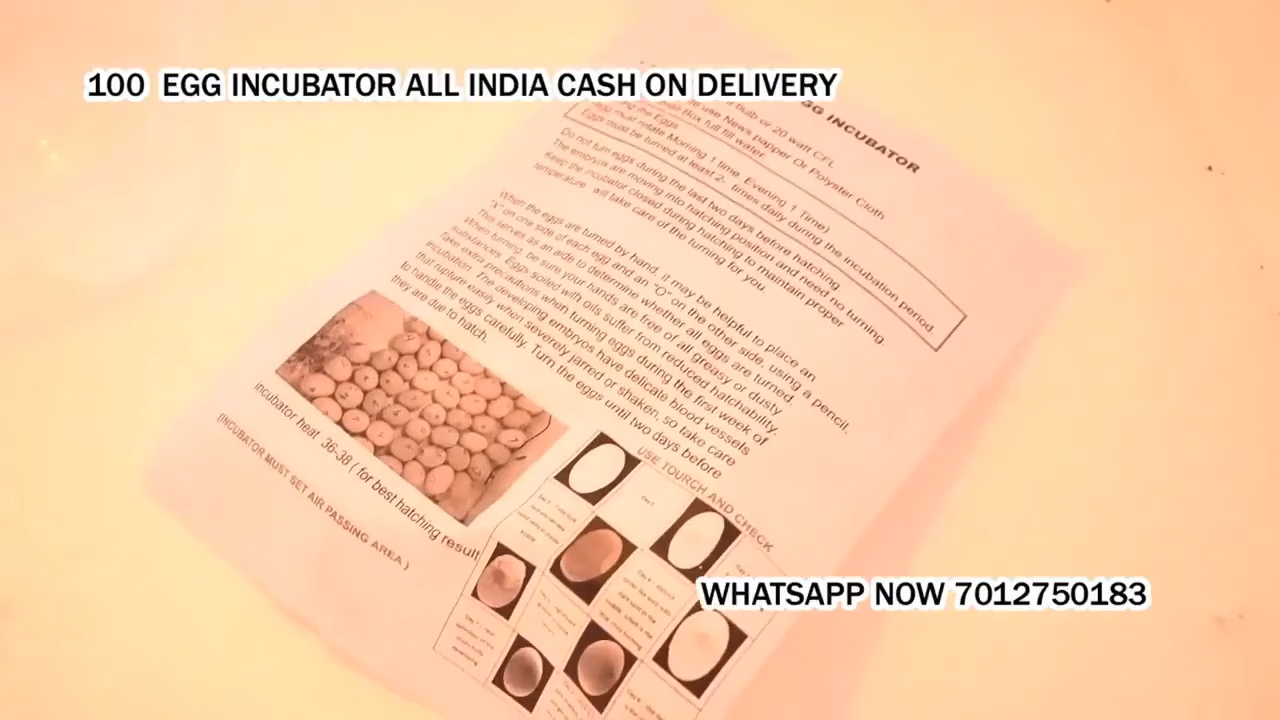 100 EGG INCUBATOR ALL INDIA CASH ON DELIVERY
GG INCUBATOR
bulb or 20 watt CFL
use News papper Or Polyster Cloth
Box full fill water
the Eggs
must rotate Morning 1 time Evening 1 Time)
Eggs must be turned at least 2- times daily during the incubation period
Do not turn eggs during the last two days before hatching
The embryos are moving into hatching position and need no turning.
Keep the incubator closed during hatching to maintain proper
temperature will take care of the turning for you.
When the eggs are turned by hand, it may be helpful to place an
"X" on one side of each egg and an "O" on the other side, using a pencil.
This serves as an aide to determine whether all eggs are turned.
When turning, be sure your hands are free of all greasy or dusty
substances. Eggs soiled with oils suffer from reduced hatchability.
Take extra precautions when turning eggs during the first week of
incubation. The developing embryos have delicate blood vessels
that rupture easily when severely jarred or shaken, so take care
to handle the eggs carefully. Turn the eggs until two days before
they are due to hatch.
USE TOURCH AND CHECK
incubator heat 36-38 ( for best hatching result
(INCUBATOR MUST SET AIR PASSING AREA )
WHATSAPP NOW 7012750183